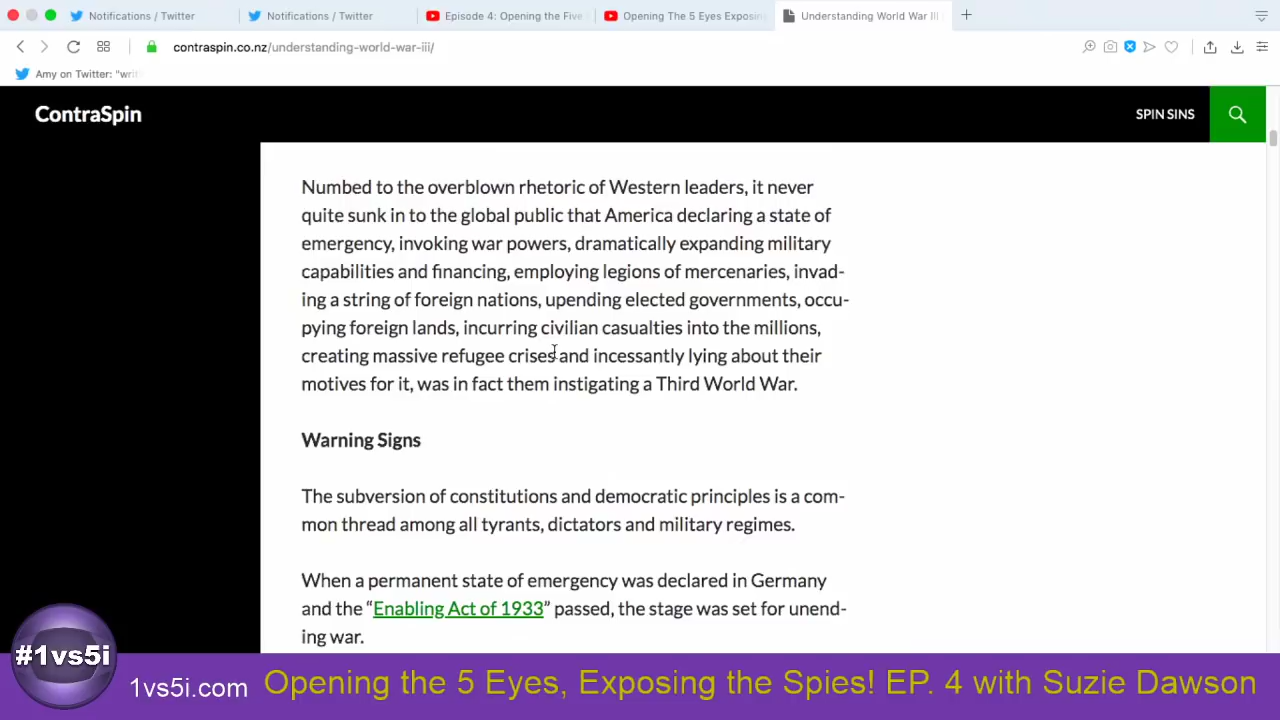 Notifications / Twitter
Notifications / Twitter
Episode 4: Opening the Five
Opening The 5 Eyes Exposing
Understanding World War III
contraspin.co.nz/understanding-world-war-iii/
Amy on Twitter: "writ
ContraSpin
SPIN SINS
Numbed to the overblown rhetoric of Western leaders, it never
quite sunk in to the global public that America declaring a state of
emergency, invoking war powers, dramatically expanding military
capabilities and financing, employing legions of mercenaries, invad-
ing a string of foreign nations, upending elected governments, occu-
pying foreign lands, incurring civilian casualties into the millions,
creating massive refugee crises and incessantly lying about their
motives for it, was in fact them instigating a Third World War.
Warning Signs
The subversion of constitutions and democratic principles is a com-
mon thread among all tyrants, dictators and military regimes.
When a permanent state of emergency was declared in Germany
and the “Enabling Act of 1933” passed, the stage was set for unend-
ing war.
#1vs5i
1vs5i.com
Opening the 5 Eyes, Exposing the Spies! EP. 4 with Suzie Dawson